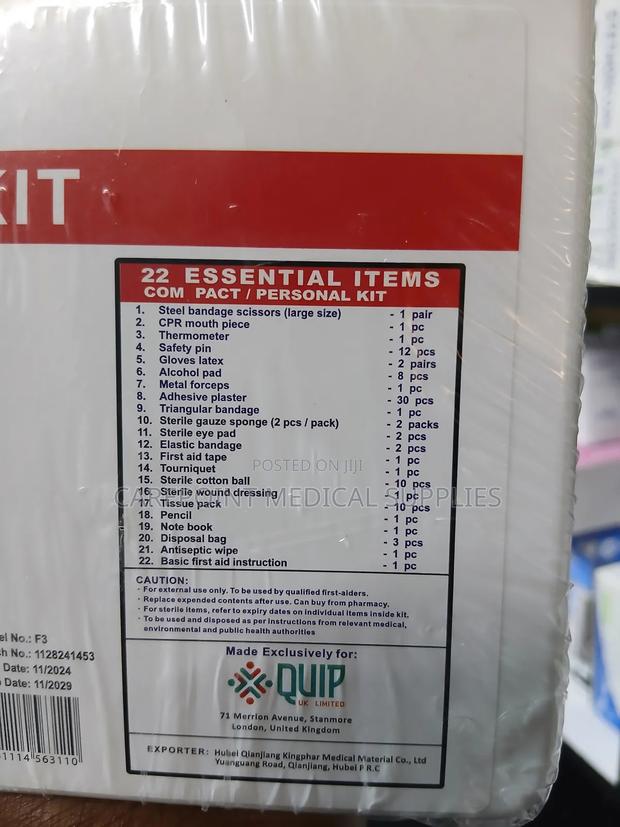 KIT
22 ESSENTIAL ITEMS
COM PACT / PERSONAL KIT
1. Steel bandage scissors (large size) - 1 pair
2. CPR mouth piece - 1 pc
3. Thermometer - 1 pc
4. Safety pin - 12 pcs
5. Gloves latex - 2 pairs
6. Alcohol pad - 8 pcs
7. Metal forceps - 1 pc
8. Adhesive plaster - 30 pcs
9. Triangular bandage - 1 pc
10. Sterile gauze sponge (2 pcs / pack) - 2 packs
11. Sterile eye pad - 2 pcs
12. Elastic bandage - 2 pcs
13. First aid tape - 1 pc
14. Tourniquet - 1 pc
15. Sterile cotton ball - 10 pcs
16. Sterile wound dressing - 1 pc
17. Tissue pack - 10 pcs
18. Pencil - 1 pc
19. Note book - 1 pc
20. Disposal bag - 3 pcs
21. Antiseptic wipe - 1 pc
22. Basic first aid instruction - 1 pc
POSTED ON JIJI
CAREPOINT MEDICAL SUPPLIES
CAUTION:
· For external use only. To be used by qualified first-aiders.
· Replace expended contents after use. Can buy from pharmacy.
· For sterile items, refer to expiry dates on individual items inside kit.
· To be used and disposed as per instructions from relevant medical,
environmental and public health authorities
el No.: F3
ch No.: 1128241453
Date: 11/2024
Date: 11/2029
1114 563110
Made Exclusively for:
QUIP
UK LIMITED
71 Merrion Avenue, Stanmore
London, United Kingdom
EXPORTER: Hubei Qianjiang Kingphar Medical Material Co., Ltd
Yuanguang Road, Qianjiang, Hubei P R.C